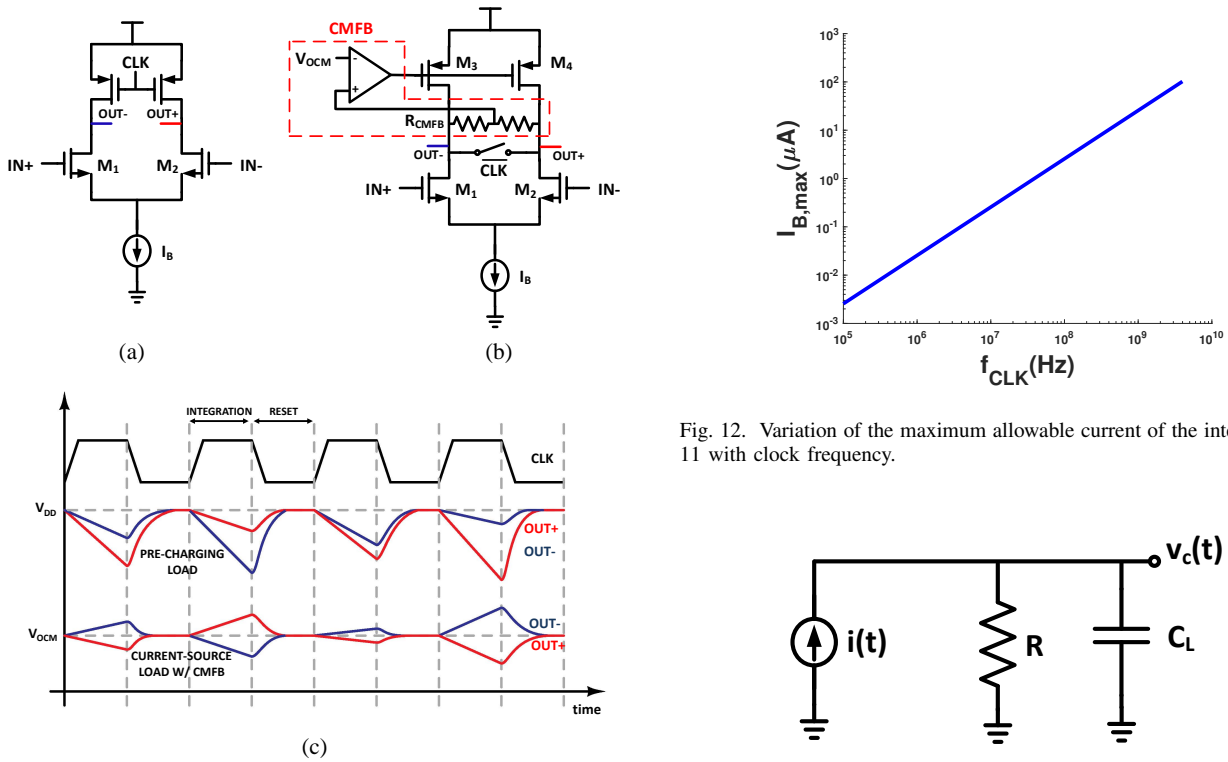 CLK
OUT-
OUT+
IN+
M1
M2
IN-
IB
(a)
CMFB
VOCM
-
+
M3
M4
RCMFB
OUT-
OUT+
CLK
IN+
M1
M2
IN-
IB
(b)
INTEGRATION
RESET
CLK
VDD
OUT+
OUT-
PRE-CHARGING
LOAD
VOCM
OUT-
OUT+
CURRENT-SOURCE
LOAD W/ CMFB
time
(c)
IB,max(μA)
10^3
10^2
10^1
10^0
10^-1
10^-2
10^-3
10^5
10^6
10^7
10^8
10^9
10^10
fCLK(Hz)
Fig. 12. Variation of the maximum allowable current of the inte
11 with clock frequency.
vc(t)
i(t)
R
CL